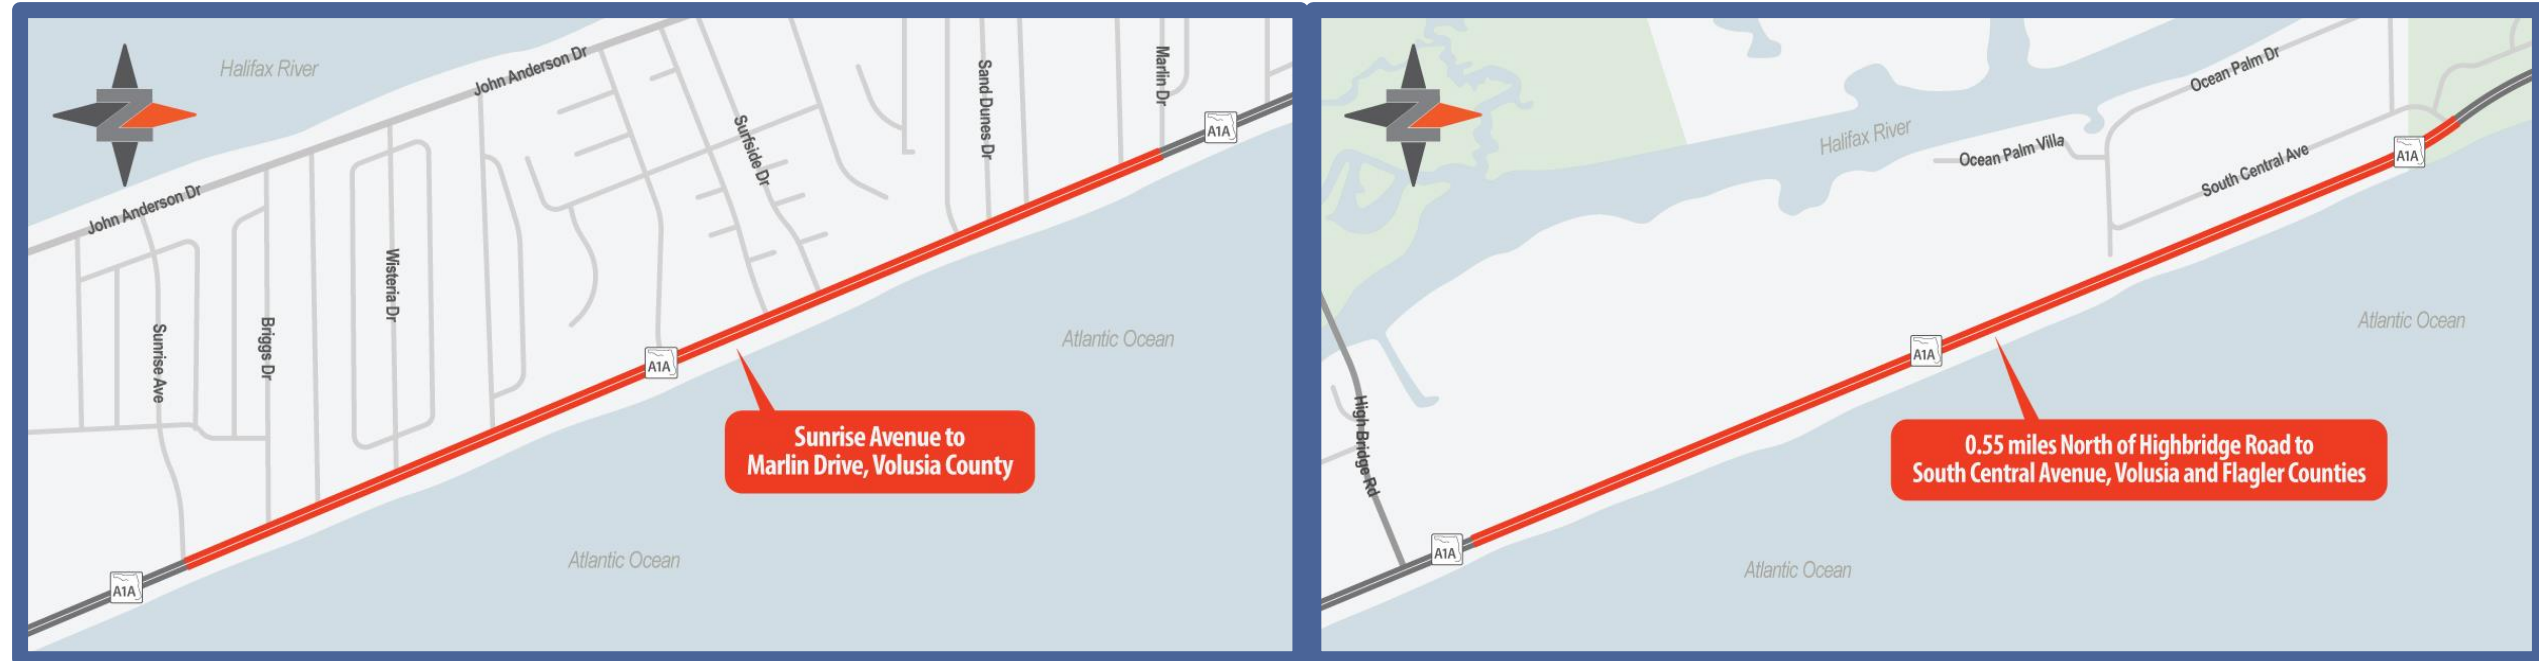 Halifax River
John Anderson Dr
John Anderson Dr
Sunrise Ave
Briggs Dr
Wisteria Dr
Surfside Dr
Sand Dunes Dr
Marlin Dr
A1A
A1A
A1A
Sunrise Avenue to
Marlin Drive, Volusia County
Atlantic Ocean
Atlantic Ocean
N
Halifax River
Ocean Palm Dr
Ocean Palm Villa
South Central Ave
High Bridge Rd
A1A
A1A
A1A
0.55 miles North of Highbridge Road to
South Central Avenue, Volusia and Flagler Counties
Atlantic Ocean
Atlantic Ocean
N